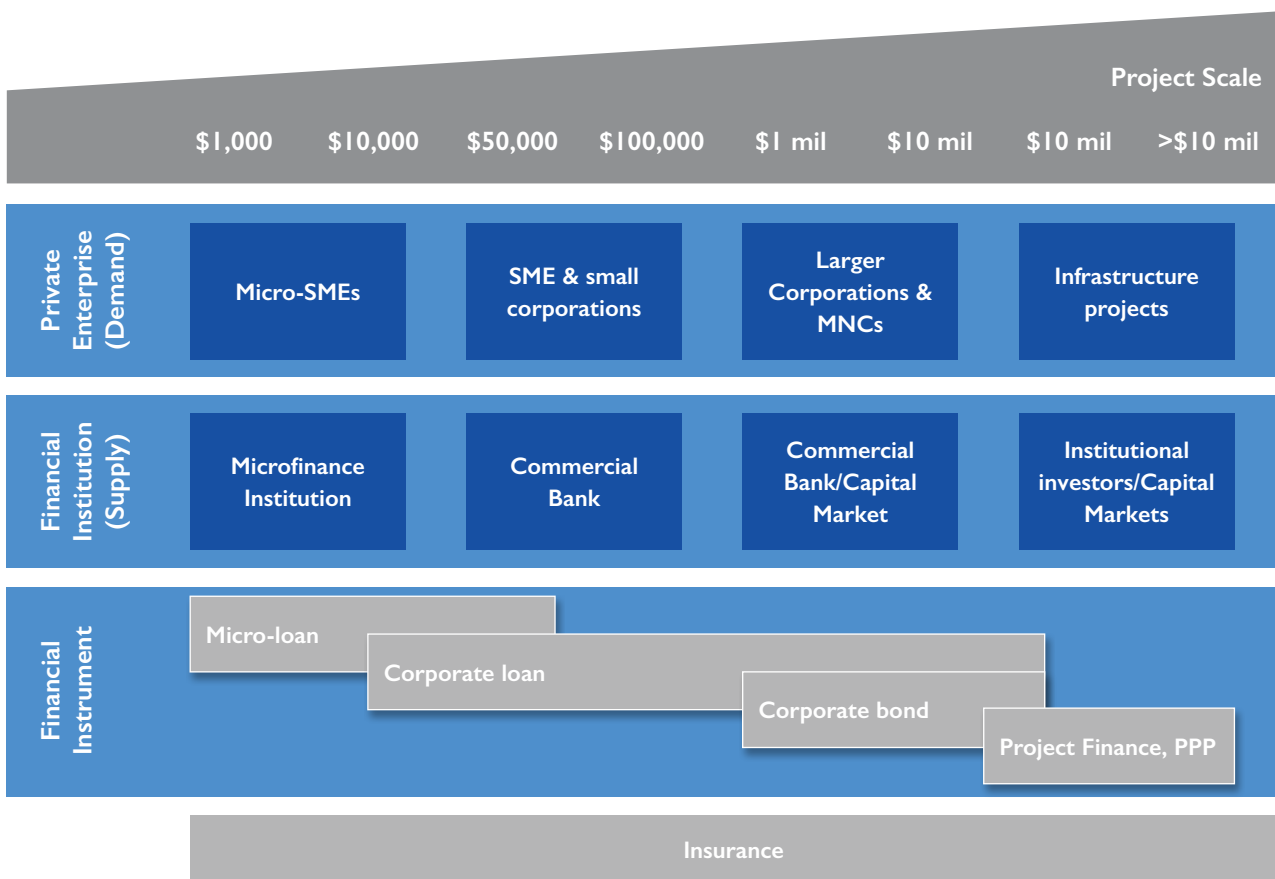 Project Scale
$1,000 $10,000 $50,000 $100,000 $1 mil $10 mil $10 mil >$10 mil
Private
Enterprise
(Demand)
Micro-SMEs
SME & small
corporations
Larger
Corporations &
MNCs
Infrastructure
projects
Financial
Institution
(Supply)
Microfinance
Institution
Commercial
Bank
Commercial
Bank/Capital
Market
Institutional
investors/Capital
Markets
Financial
Instrument
Micro-loan
Corporate loan
Corporate bond
Project Finance, PPP
Insurance